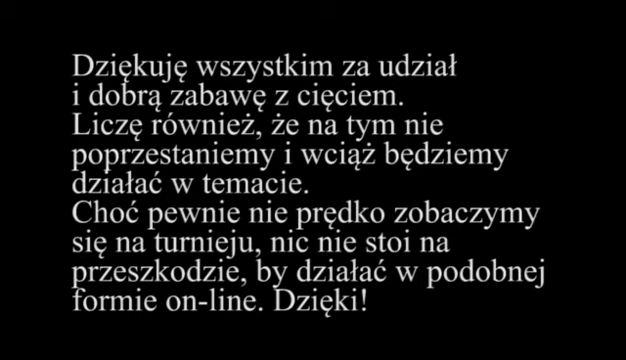 Dziękuję wszystkim za udział
i dobrą zabawę z cięciem.
Liczę również, że na tym nie
poprzestaniemy i wciąż będziemy
działać w temacie.
Choć pewnie nie prędko zobaczymy
się na turnieju, nic nie stoi na
przeszkodzie, by działać w podobnej
formie on-line. Dzięki!